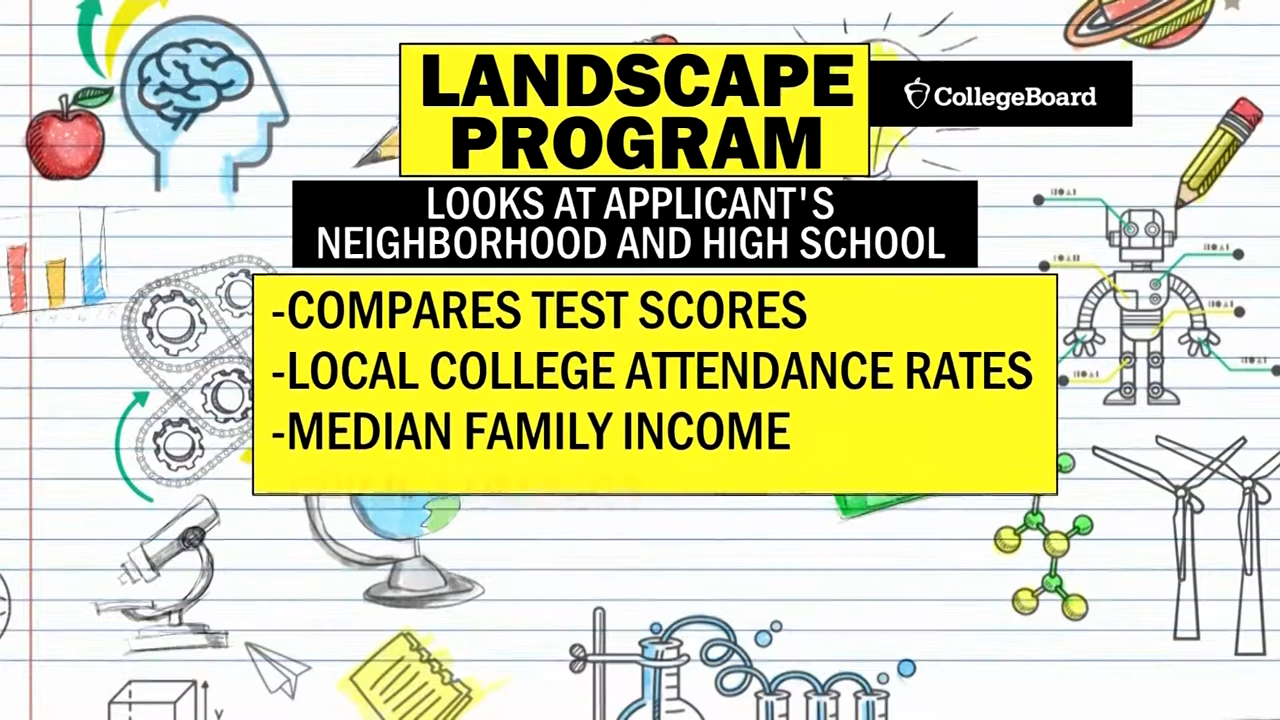 LANDSCAPE
PROGRAM
CollegeBoard
LOOKS AT APPLICANT'S
NEIGHBORHOOD AND HIGH SCHOOL
-COMPARES TEST SCORES
-LOCAL COLLEGE ATTENDANCE RATES
-MEDIAN FAMILY INCOME